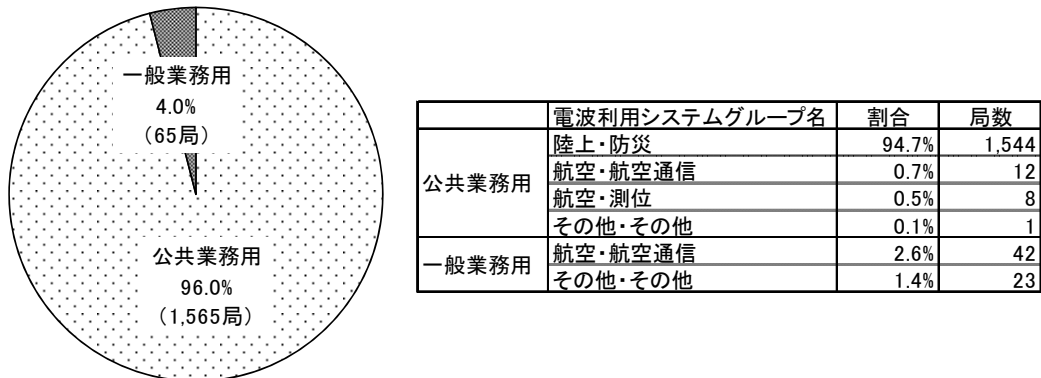 一般業務用
4.0%
（65局）
公共業務用
96.0%
（1,565局）
電波利用システムグループ名 割合 局数
公共業務用
陸上・防災 94.7% 1,544
航空・航空通信 0.7% 12
航空・測位 0.5% 8
その他・その他 0.1% 1
一般業務用
航空・航空通信 2.6% 42
その他・その他 1.4% 23